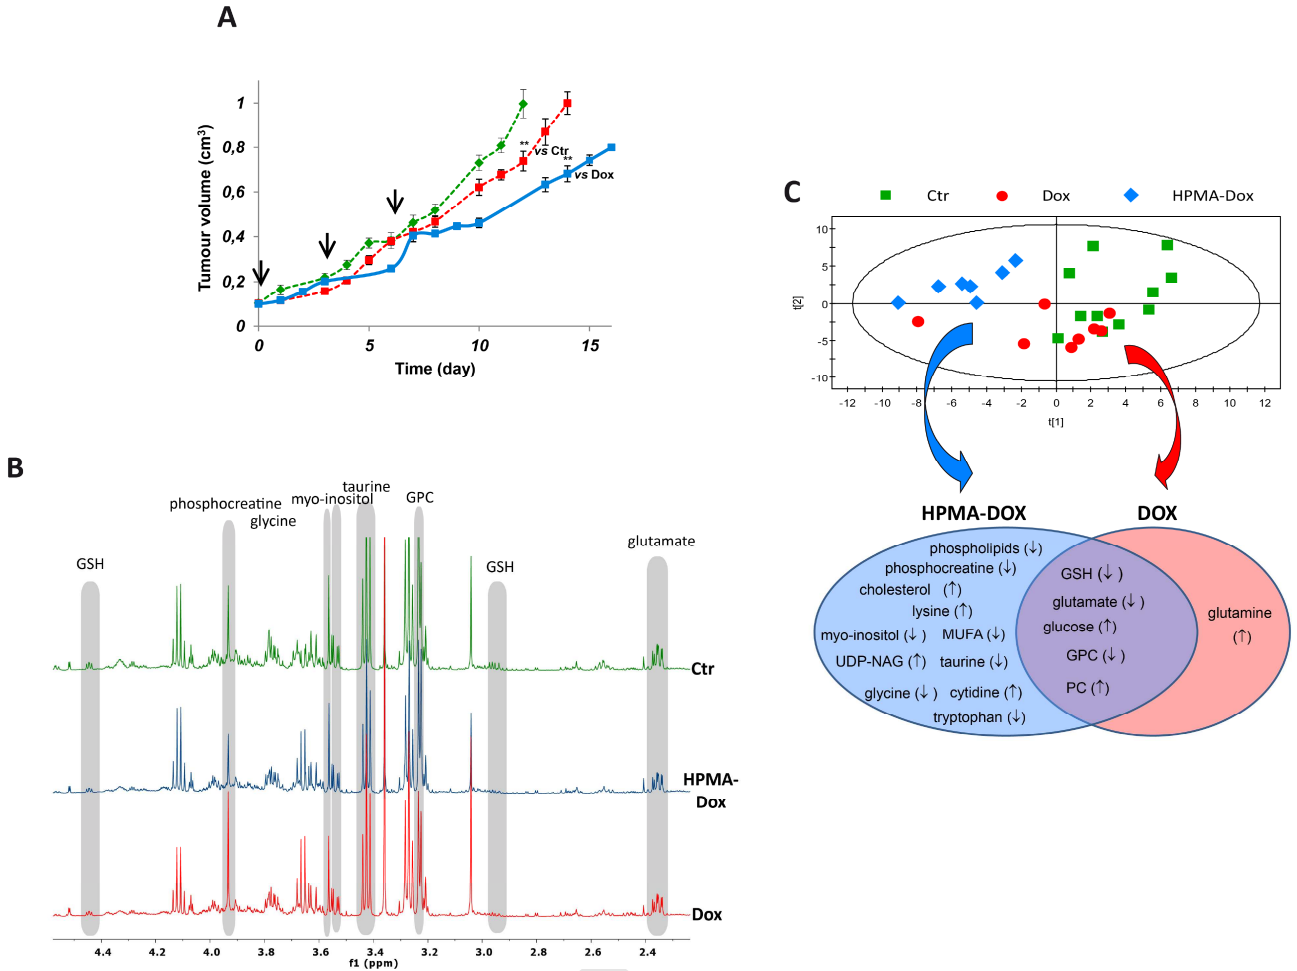 A
Tumour volume (cm³)
1
0,8
0,6
0,4
0,2
0
** vs Ctr
** vs Dox
0 5 10 15
Time (day)
B
GSH
phosphocreatine
glycine
myo-inositol
taurine
GPC
GSH
glutamate
Ctr
HPMA-
Dox
Dox
4.4 4.2 4.0 3.8 3.6 3.4 3.2 3.0 2.8 2.6 2.4
f1 (ppm)
C
Ctr Dox HPMA-Dox
t[2]
10
5
0
-5
-10
-12 -10 -8 -6 -4 -2 0 2 4 6 8 10 12
t[1]
HPMA-DOX DOX
phospholipids (↓)
phosphocreatine (↓)
cholesterol (↑)
lysine (↑)
myo-inositol (↓) MUFA (↓)
UDP-NAG (↑) taurine (↓)
glycine (↓) cytidine (↑)
tryptophan (↓)
GSH (↓)
glutamate (↓)
glucose (↑)
GPC (↓)
PC (↑)
glutamine
(↑)